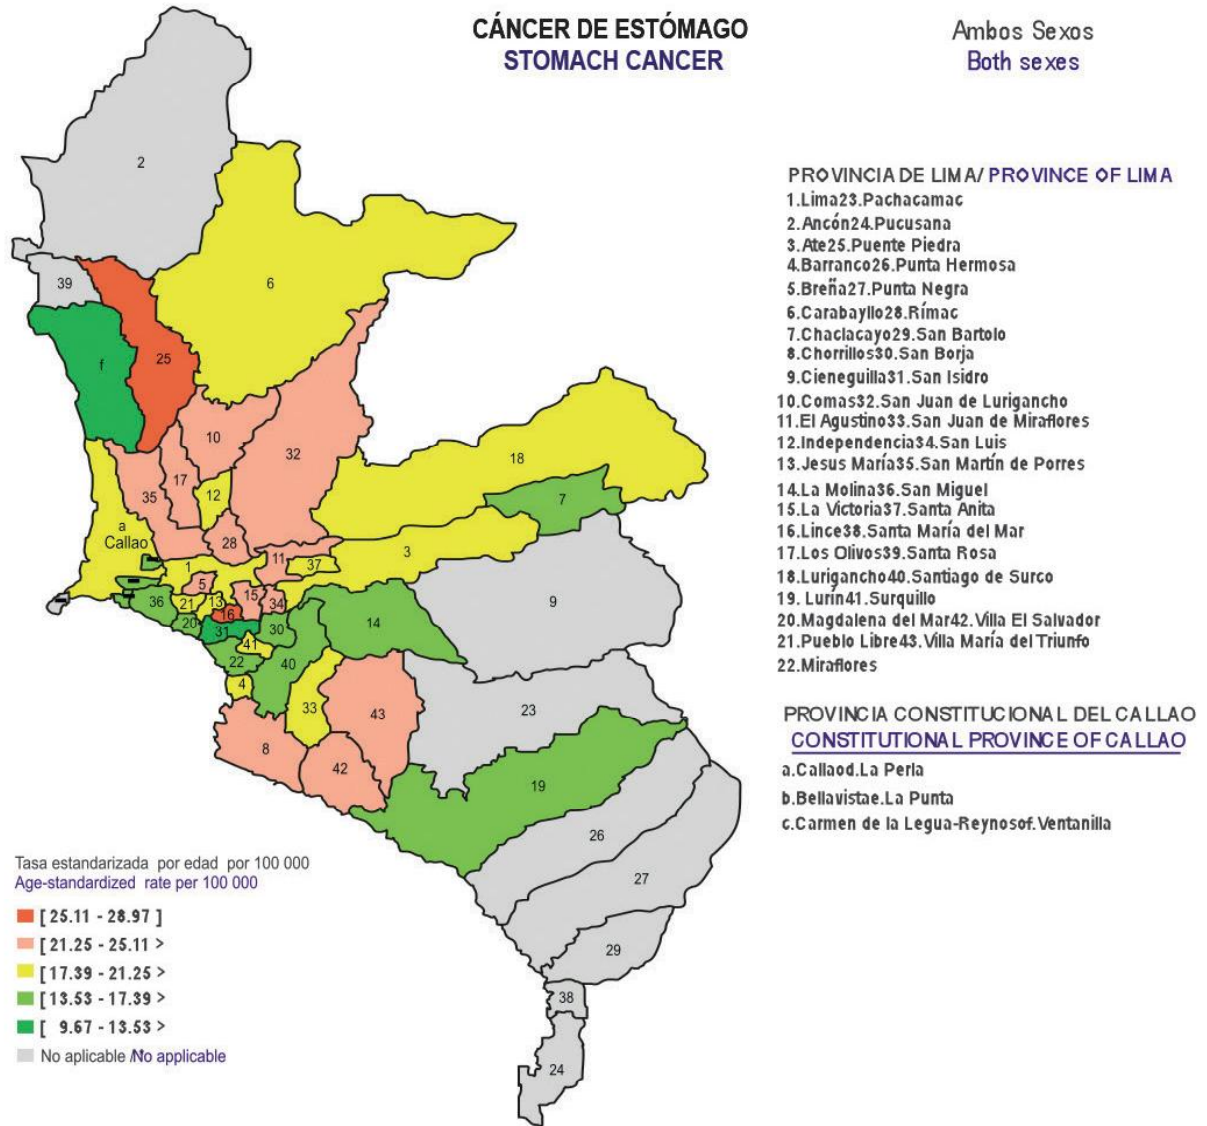 CÁNCER DE ESTÓMAGO
STOMACH CANCER
Ambos Sexos
Both sexes
PROVINCIA DE LIMA/ PROVINCE OF LIMA
1.Lima23.Pachacamac
2.Ancón24.Pucusana
3.Ate25.Puente Piedra
4.Barranco26.Punta Hermosa
5.Breña27.Punta Negra
6.Carabayllo28.Rímac
7.Chaclacayo29.San Bartolo
8.Chorrillos30.San Borja
9.Cieneguilla31.San Isidro
10.Comas32.San Juan de Lurigancho
11.El Agustino33.San Juan de Miraflores
12.Independencia34.San Luis
13.Jesus María35.San Martín de Porres
14.La Molina36.San Miguel
15.La Victoria37.Santa Anita
16.Lince38.Santa María del Mar
17.Los Olivos39.Santa Rosa
18.Lurigancho40.Santiago de Surco
19. Lurín41.Surquillo
20.Magdalena del Mar42.Villa El Salvador
21.Pueblo Libre43.Villa María del Triunfo
22.Miraflores
PROVINCIA CONSTITUCIONAL DEL CALLAO
CONSTITUTIONAL PROVINCE OF CALLAO
a.Callaod.La Perla
b.Bellavistae.La Punta
c.Carmen de la Legua-Reynosof.Ventanilla
2
39
6
f
25
10
32
17
12
18
35
7
a
Callao
28
11
3
1
37
5
36
21
13
15
34
16
9
20
31
30
14
41
22
40
4
33
43
23
8
42
19
26
27
29
38
24
Tasa estandarizada por edad por 100 000
Age-standardized rate per 100 000
[ 25.11 - 28.97 ]
[ 21.25 - 25.11 >
[ 17.39 - 21.25 >
[ 13.53 - 17.39 >
[ 9.67 - 13.53 >
No aplicable /No applicable